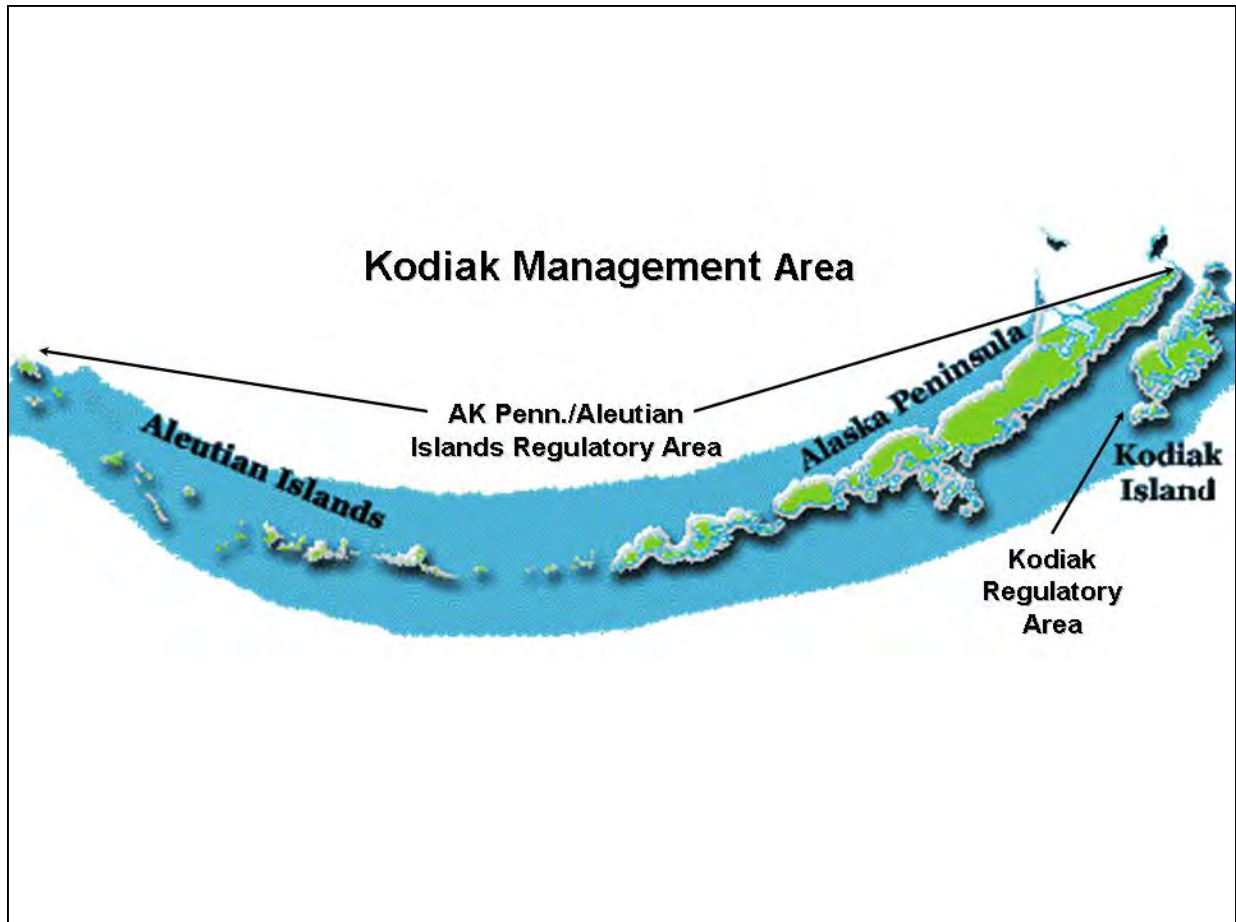 Kodiak Management Area
AK Penn./Aleutian
Islands Regulatory Area
Aleutian Islands
Alaska Peninsula
Kodiak
Island
Kodiak
Regulatory
Area